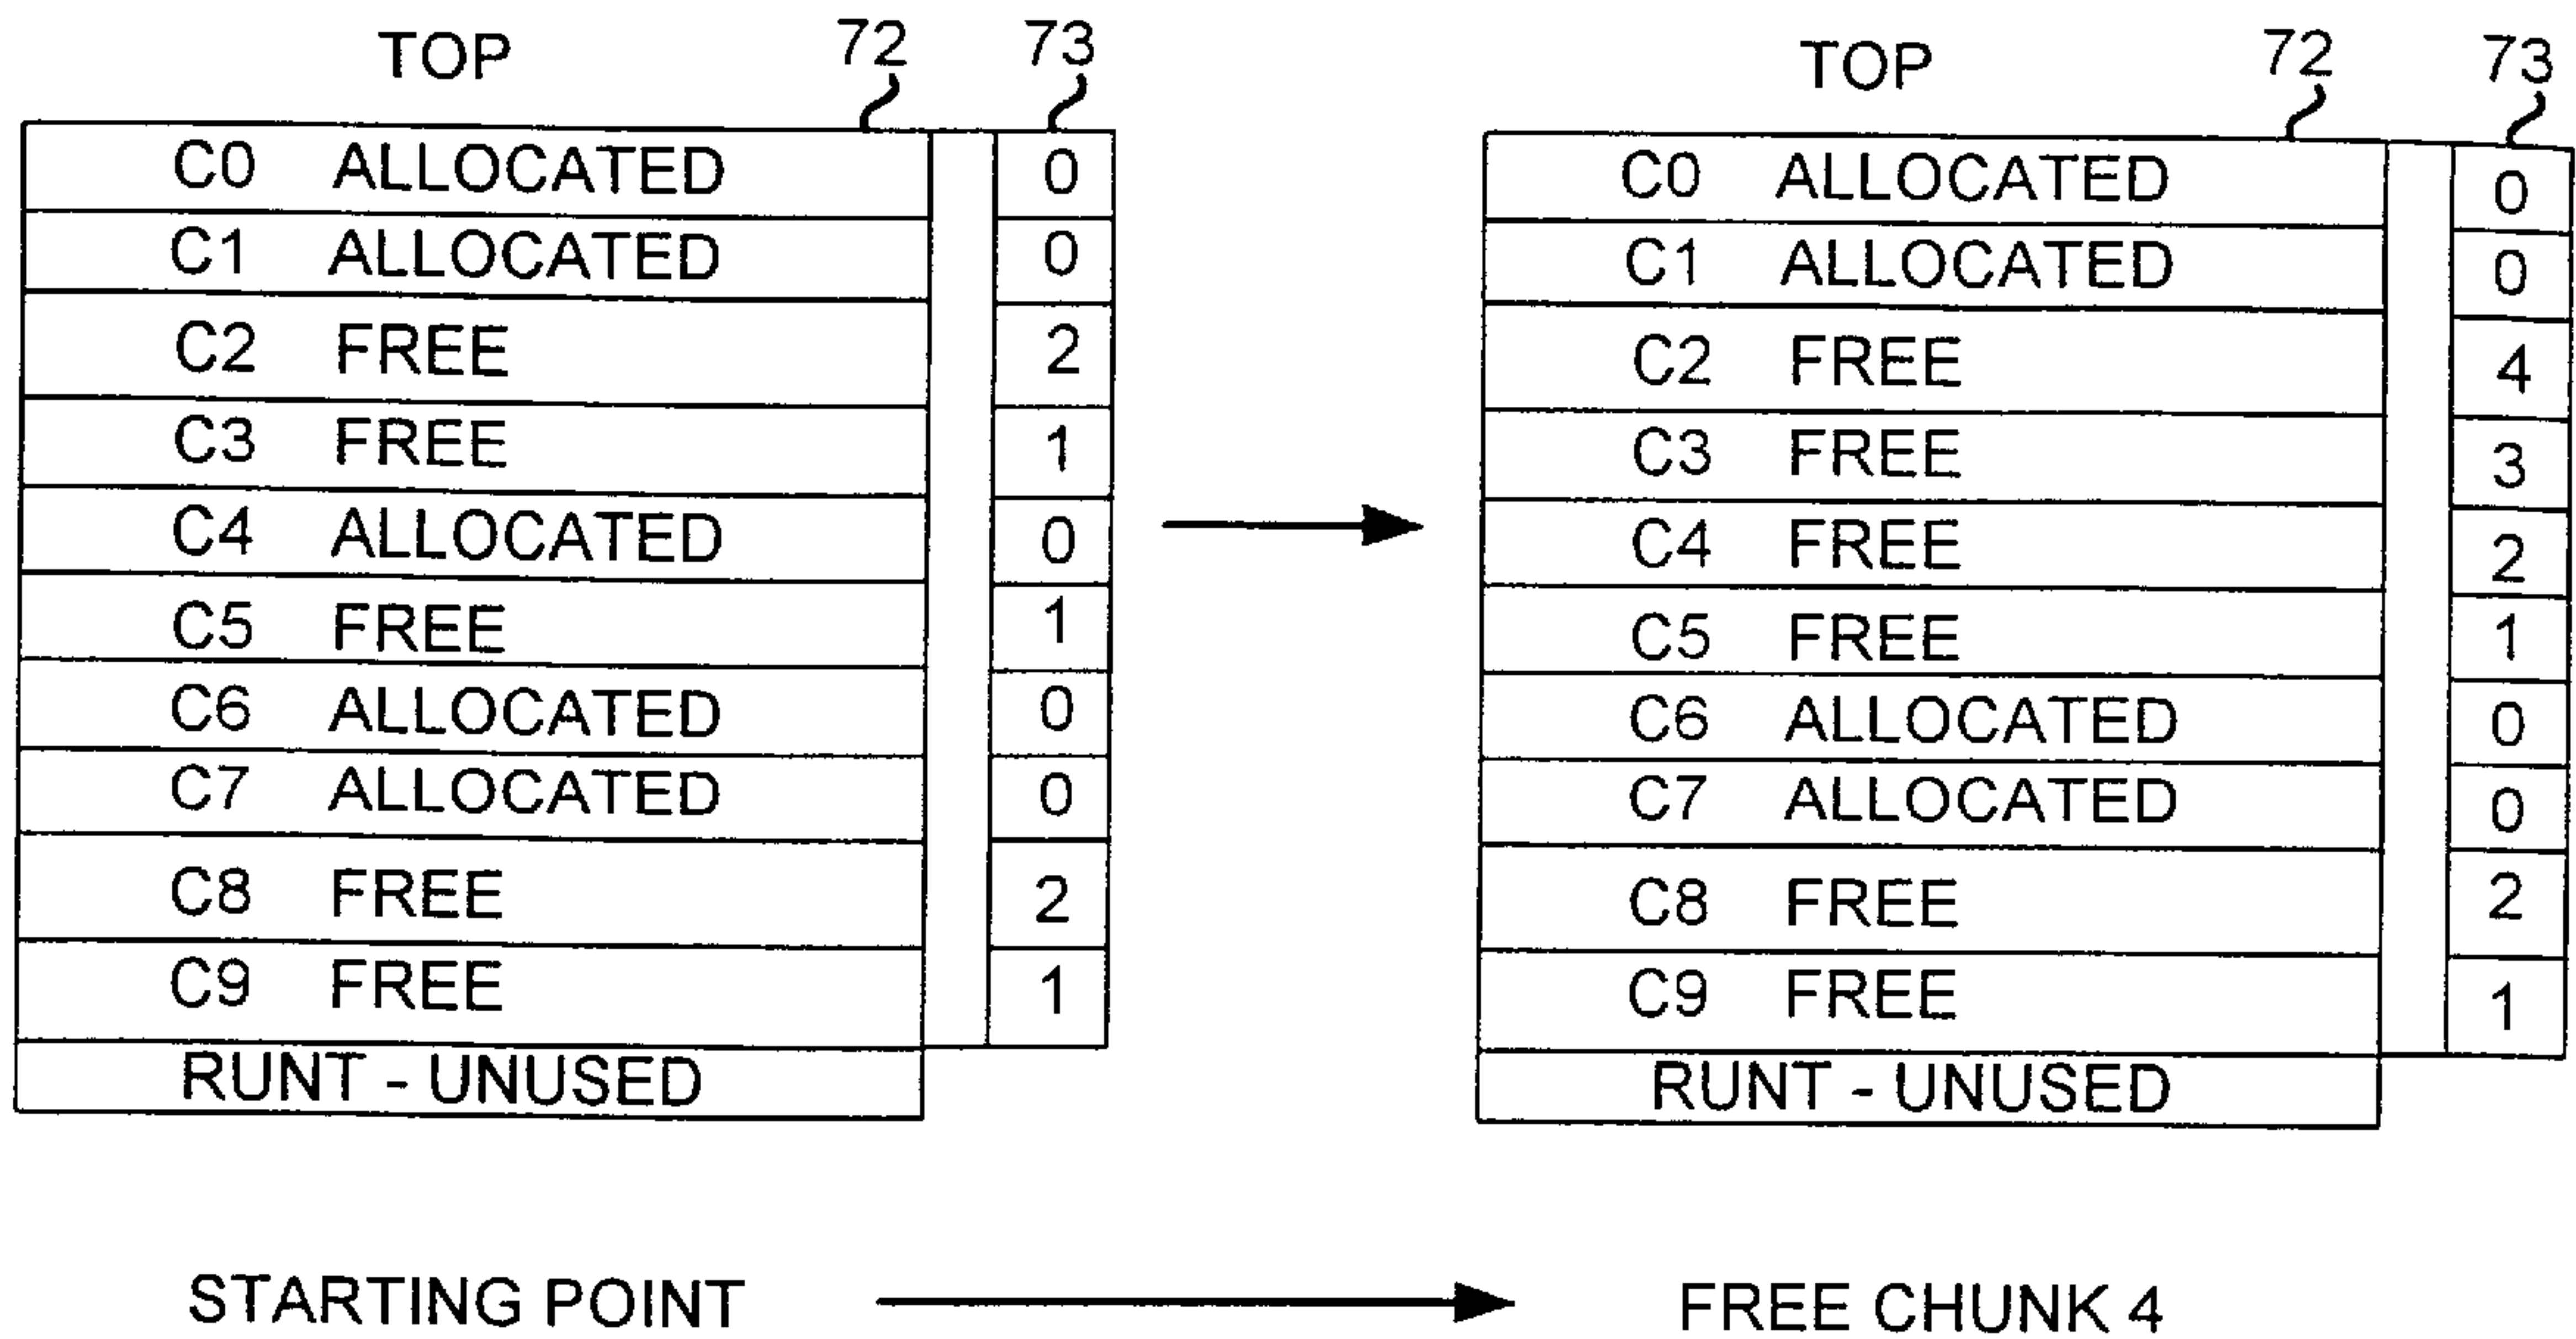 TOP 72 73
C0 ALLOCATED 0
C1 ALLOCATED 0
C2 FREE 2
C3 FREE 1
C4 ALLOCATED 0
C5 FREE 1
C6 ALLOCATED 0
C7 ALLOCATED 0
C8 FREE 2
C9 FREE 1
RUNT - UNUSED
TOP 72 73
C0 ALLOCATED 0
C1 ALLOCATED 0
C2 FREE 4
C3 FREE 3
C4 FREE 2
C5 FREE 1
C6 ALLOCATED 0
C7 ALLOCATED 0
C8 FREE 2
C9 FREE 1
RUNT - UNUSED
STARTING POINT
FREE CHUNK 4